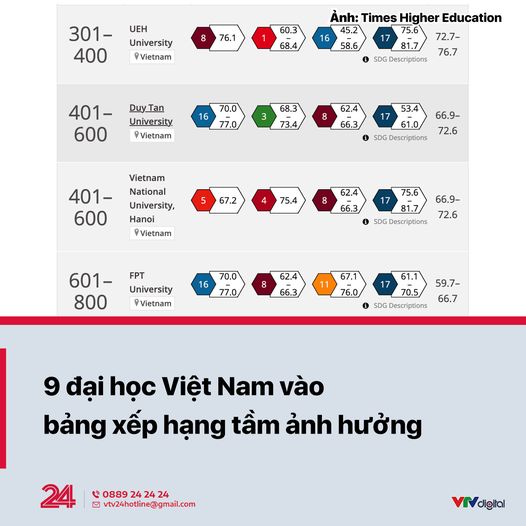 Ảnh: Times Higher Education
301–
400
UEH
University
Vietnam
8 76.1
1 60.3
–
68.4
16 45.2
–
58.6
17 75.6
–
81.7
SDG Descriptions
72.7–
76.7
401–
600
Duy Tan
University
Vietnam
16 70.0
–
77.0
3 68.3
–
73.4
8 62.4
–
66.3
17 53.4
–
61.0
SDG Descriptions
66.9–
72.6
401–
600
Vietnam
National
University,
Hanoi
Vietnam
5 67.2
4 75.4
8 62.4
–
66.3
17 75.6
–
81.7
SDG Descriptions
66.9–
72.6
601–
800
FPT
University
Vietnam
16 70.0
–
77.0
8 62.4
–
66.3
11 67.1
–
76.0
17 61.1
–
70.5
SDG Descriptions
59.7–
66.7
9 đại học Việt Nam vào
bảng xếp hạng tầm ảnh hưởng
24
0889 24 24 24
vtv24hotline@gmail.com
VTV digital